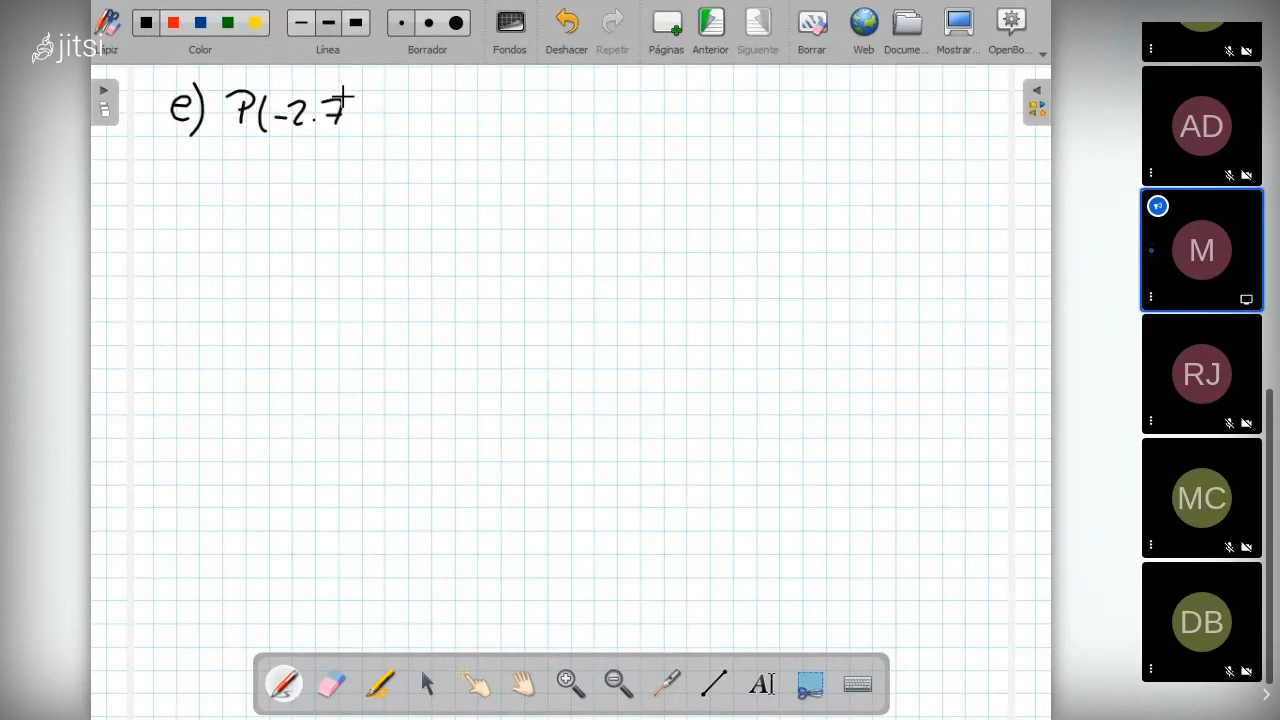 jitsi
Lápiz Color Línea Borrador Fondos Deshacer Repetir Páginas Anterior Siguiente Borrar Web Docume... Mostrar... OpenBo...
e) P(-2.7
AD
M
RJ
MC
DB